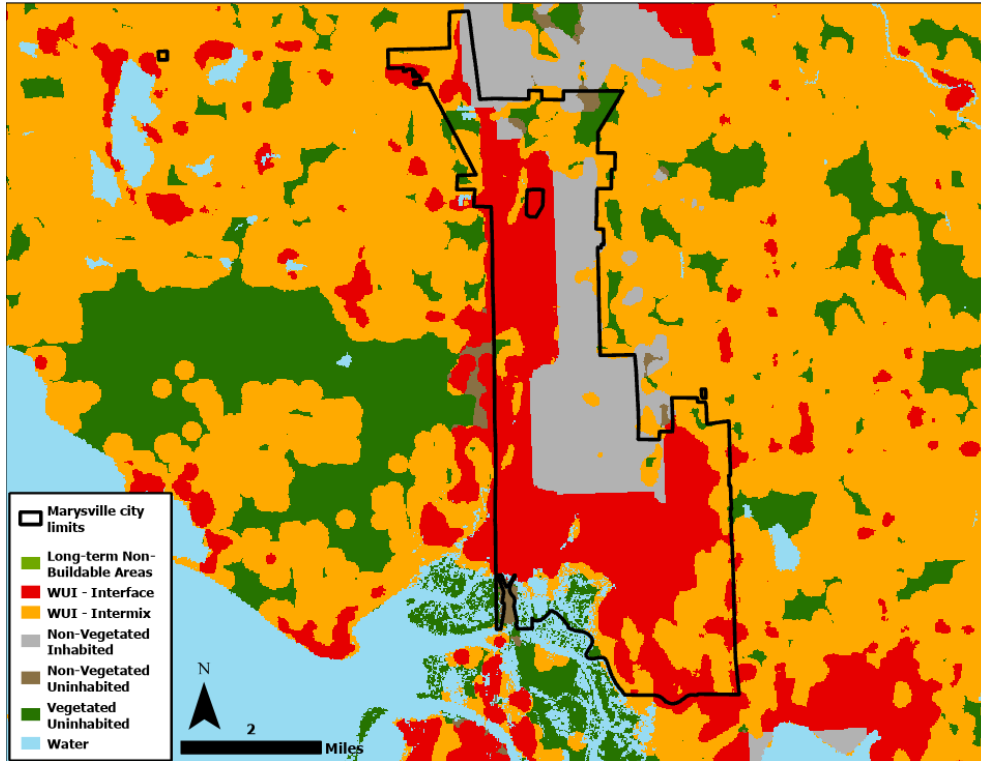 Marysville city
limits
Long-term Non-
Buildable Areas
WUI - Interface
WUI - Intermix
Non-Vegetated
Inhabited
Non-Vegetated
Uninhabited
Vegetated
Uninhabited
Water
N
2
Miles